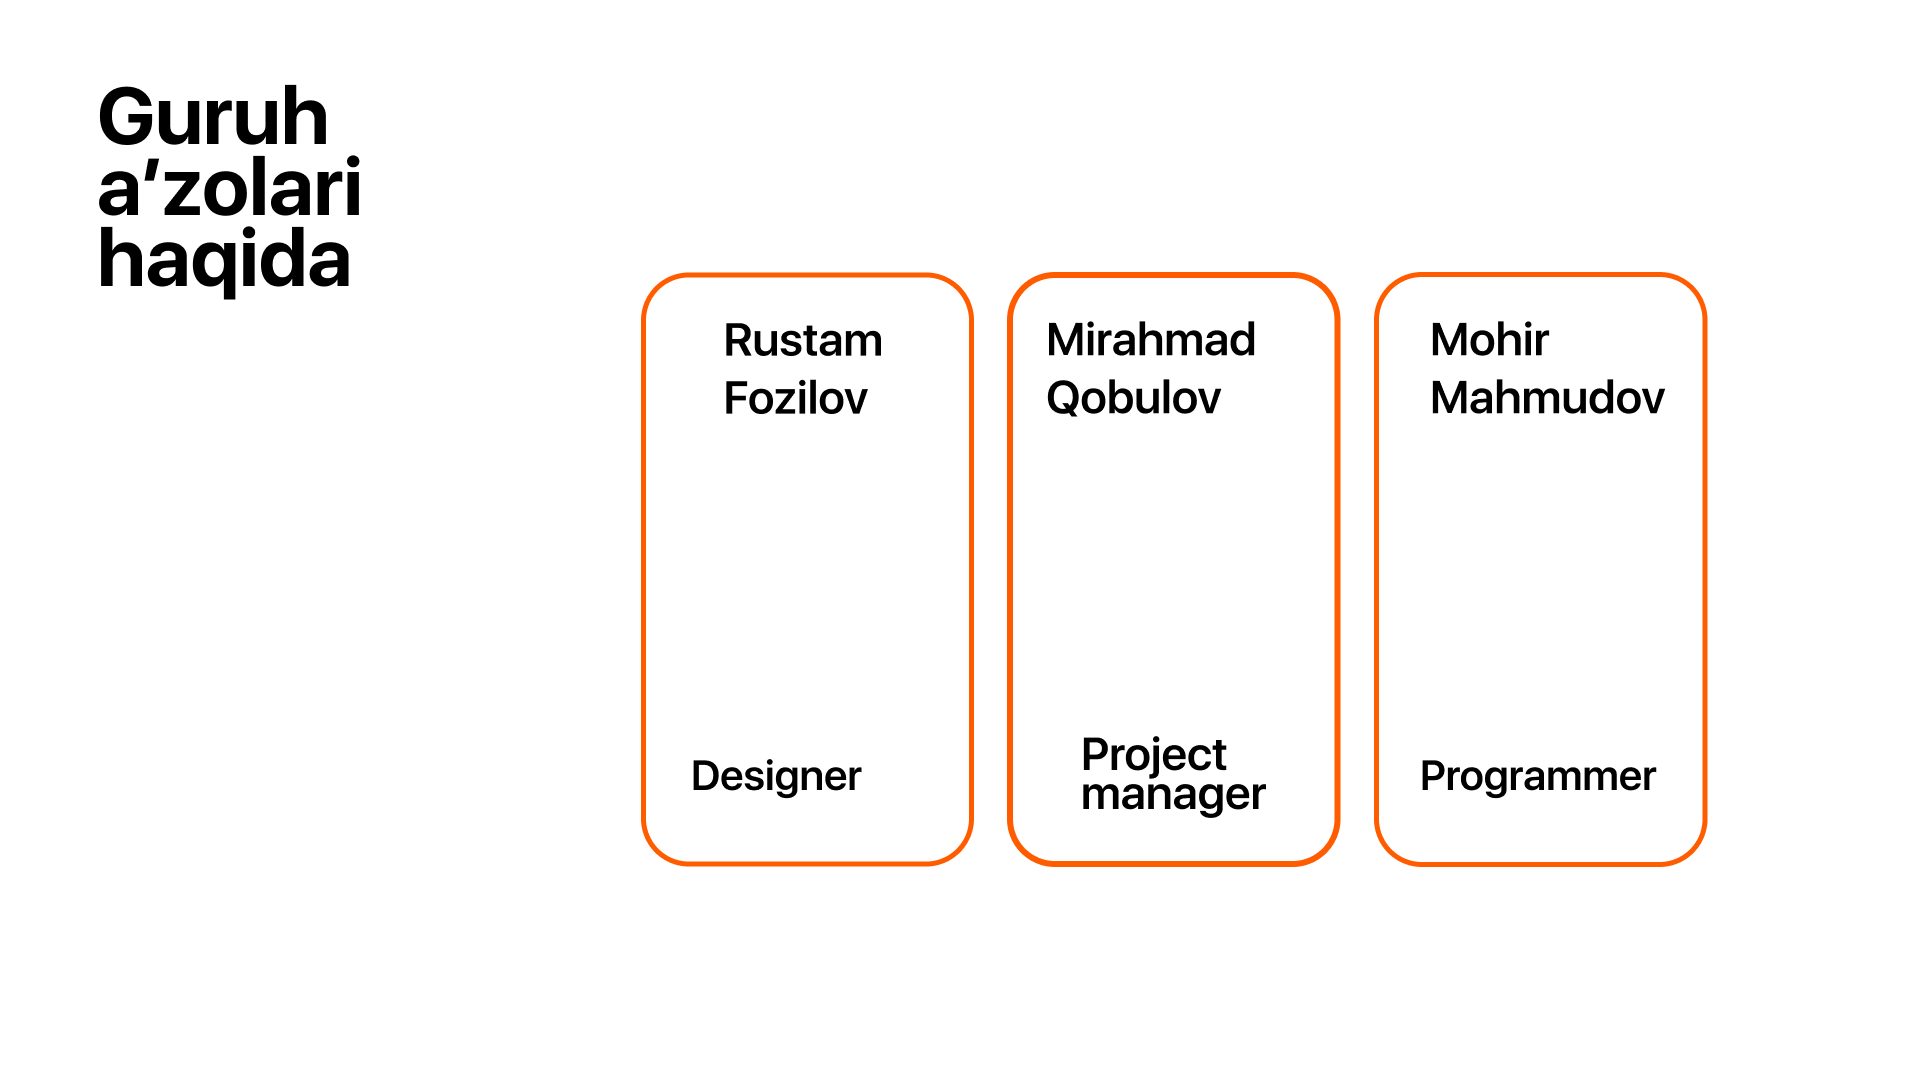 Guruh
a’zolari
haqida
Rustam
Fozilov
Designer
Mirahmad
Qobulov
Project
manager
Mohir
Mahmudov
Programmer